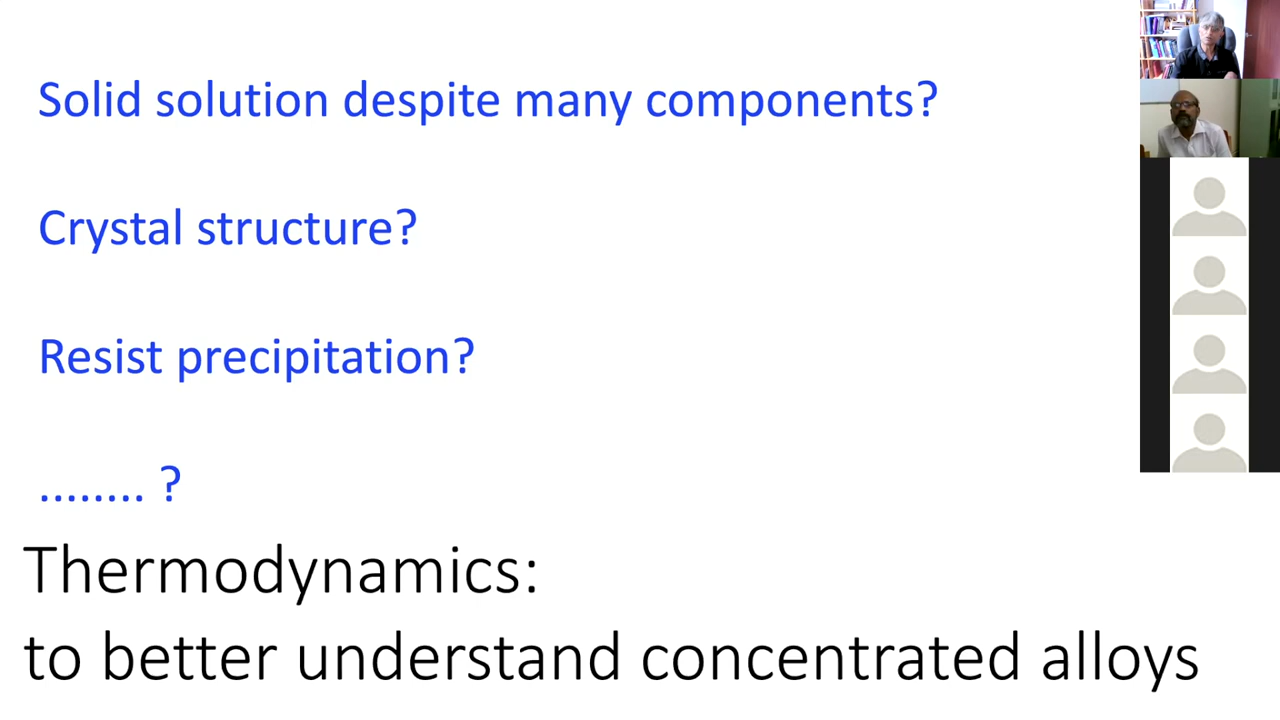 Solid solution despite many components?
Crystal structure?
Resist precipitation?
........ ?
Thermodynamics:
to better understand concentrated alloys